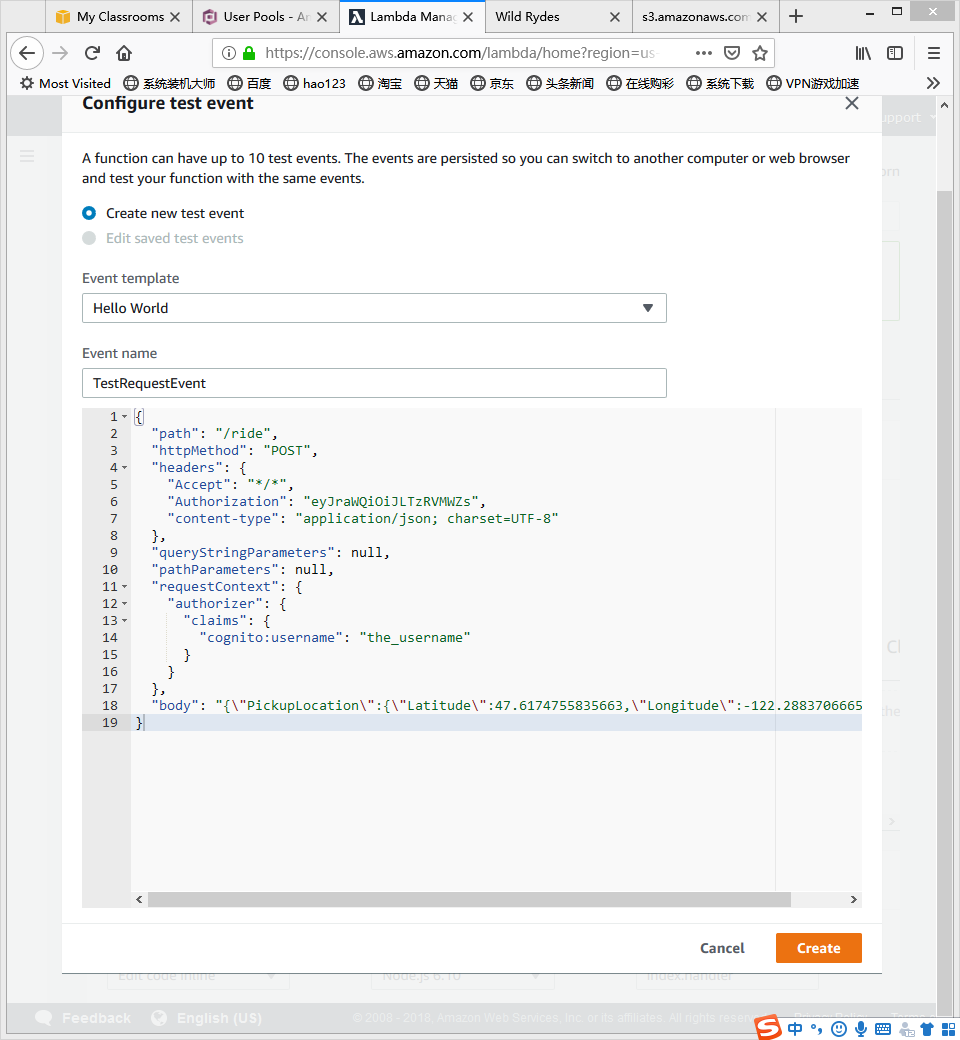 My Classrooms
User Pools - A
Lambda Manag
Wild Rydes
s3.amazonaws.com
https://console.aws.amazon.com/lambda/home?region=us-
Most Visited
系统装机大师
百度
hao123
淘宝
天猫
京东
头条新闻
在线购彩
系统下载
VPN游戏加速
Configure test event
upport
A function can have up to 10 test events. The events are persisted so you can switch to another computer or web browser
and test your function with the same events.
Create new test event
Edit saved test events
Event template
Hello World
Event name
TestRequestEvent
1 {
2 "path": "/ride",
3 "httpMethod": "POST",
4 "headers": {
5 "Accept": "*/*",
6 "Authorization": "eyJraWQiOiJLTzRVMWZs",
7 "content-type": "application/json; charset=UTF-8"
8 },
9 "queryStringParameters": null,
10 "pathParameters": null,
11 "requestContext": {
12 "authorizer": {
13 "claims": {
14 "cognito:username": "the_username"
15 }
16 }
17 },
18 "body": "{\"PickupLocation\":{\"Latitude\":47.6174755835663,\"Longitude\":-122.2883706665
19 }
Cancel
Create
Edit code inline
Node.js 6.10
index.handler
Feedback
English (US)
© 2008 - 2018, Amazon Web Services, Inc. or its affiliates. All rights reserved.
中